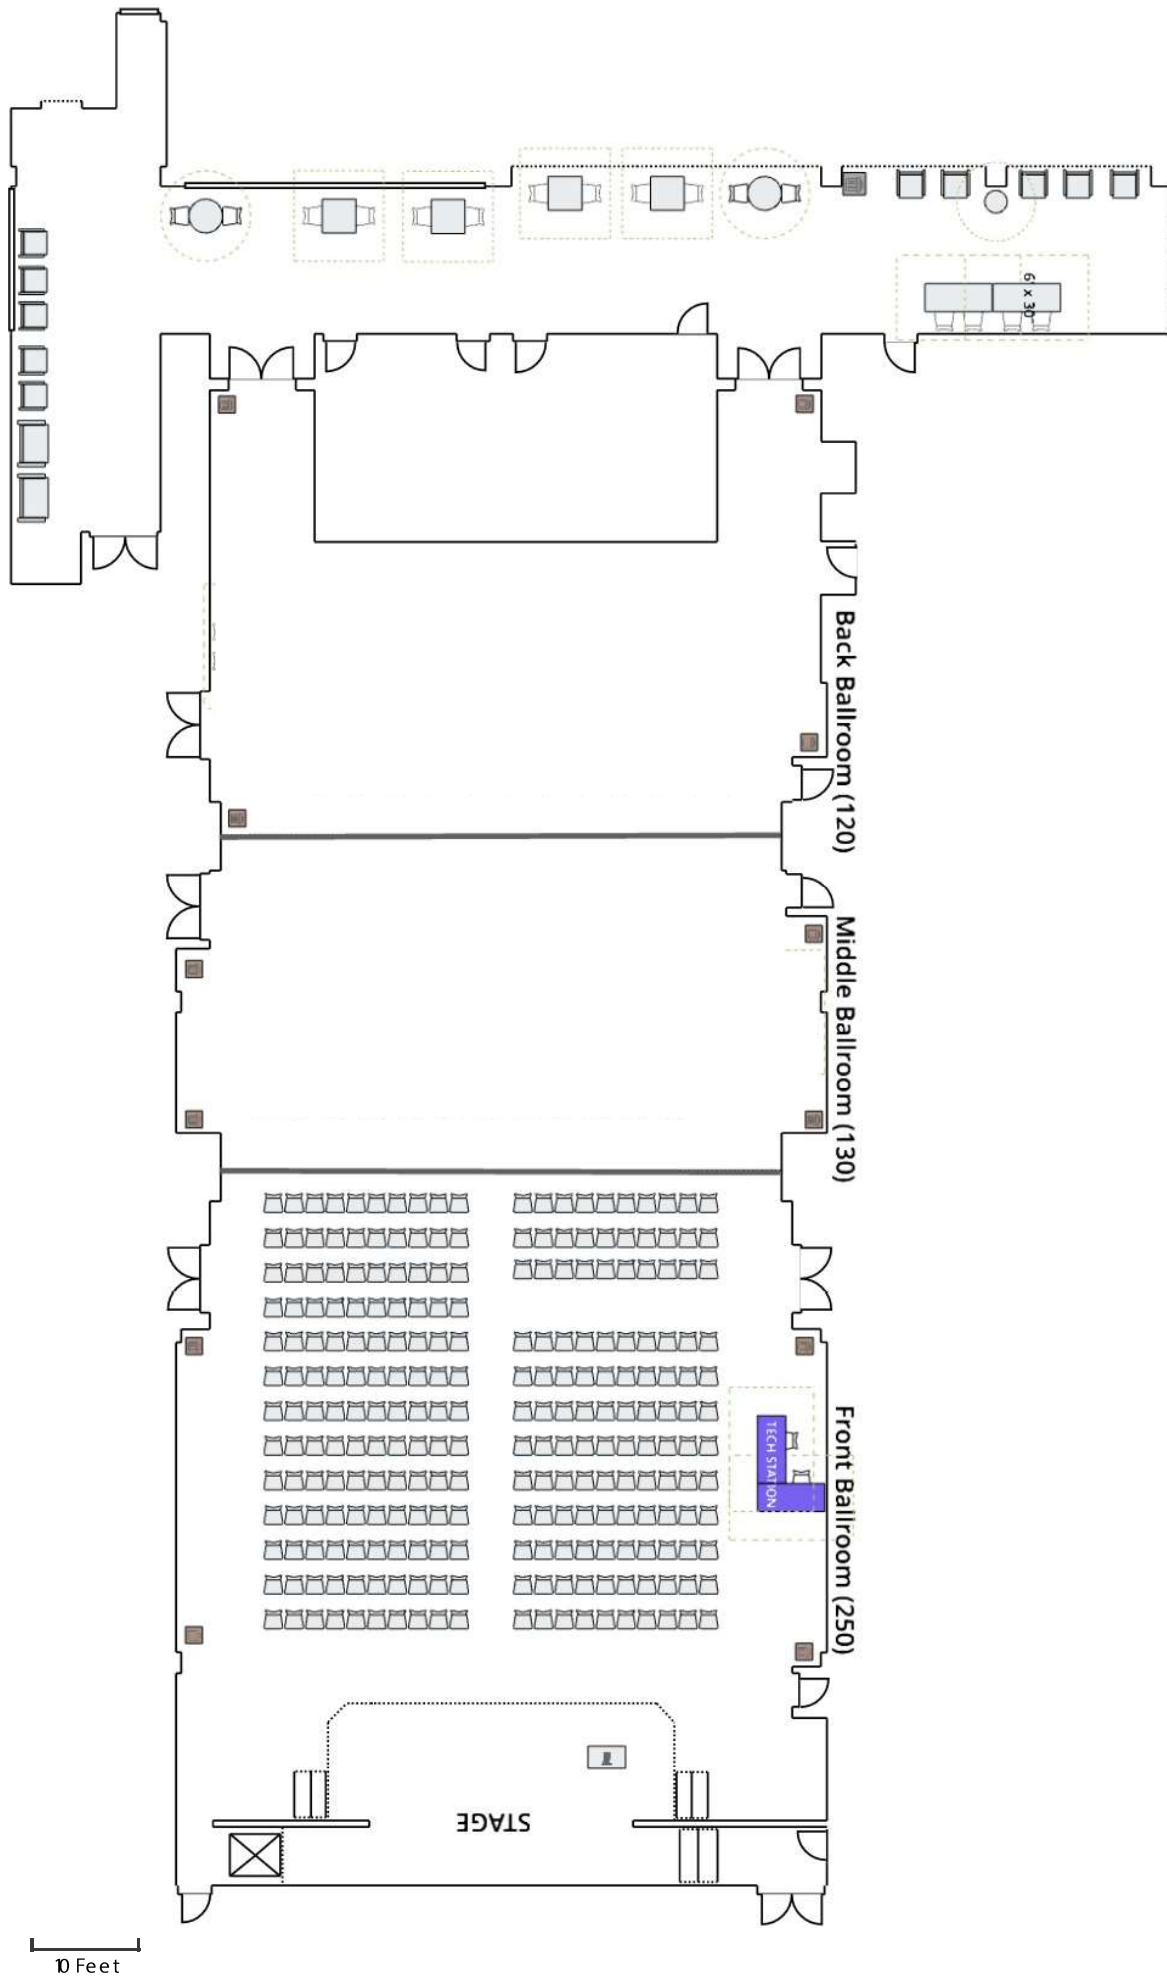 6' x 30"
Back Ballroom (120)
Middle Ballroom (130)
Front Ballroom (250)
TECH STATION
STAGE
10 Feet